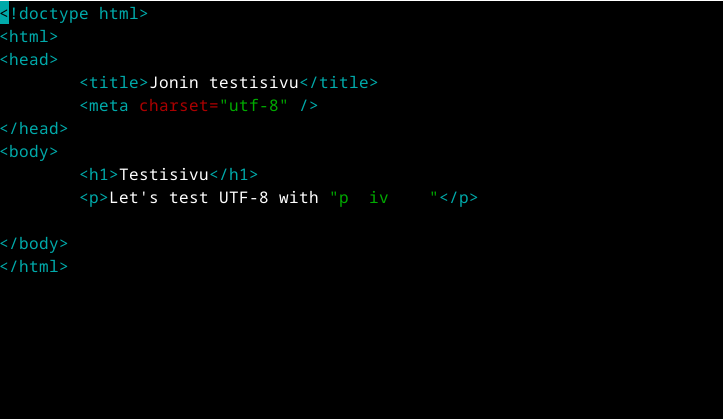 <!doctype html>
<html>
<head>
        <title>Jonin testisivu</title>
        <meta charset="utf-8" />
</head>
<body>
        <h1>Testisivu</h1>
        <p>Let's test UTF-8 with "p  iv    "</p>

</body>
</html>